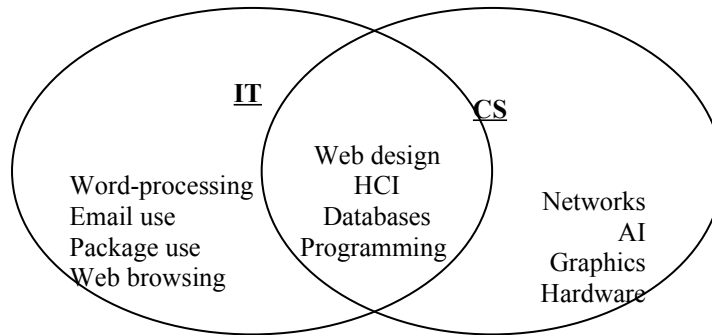 IT
CS
Word-processing
Email use
Package use
Web browsing
Web design
HCI
Databases
Programming
Networks
AI
Graphics
Hardware